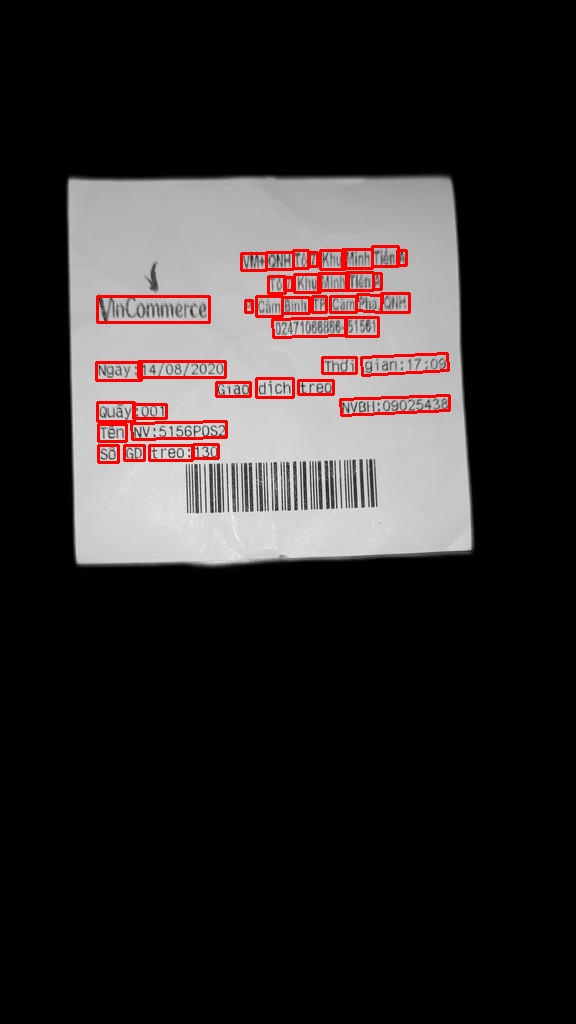 VM+ QNH Tổ 7 Khu Minh Tiến A
Tổ 7 Khu Minh Tiến A
VinCommerce
Cẩm Bình TP Cẩm Phả QNH
02471066866-51561
Ngày:14/08/2020 Thời gian:17:09
Giao dịch treo
Quầy:001 NVBH:09025438
Tên NV:5156POS2
Số GD treo:130